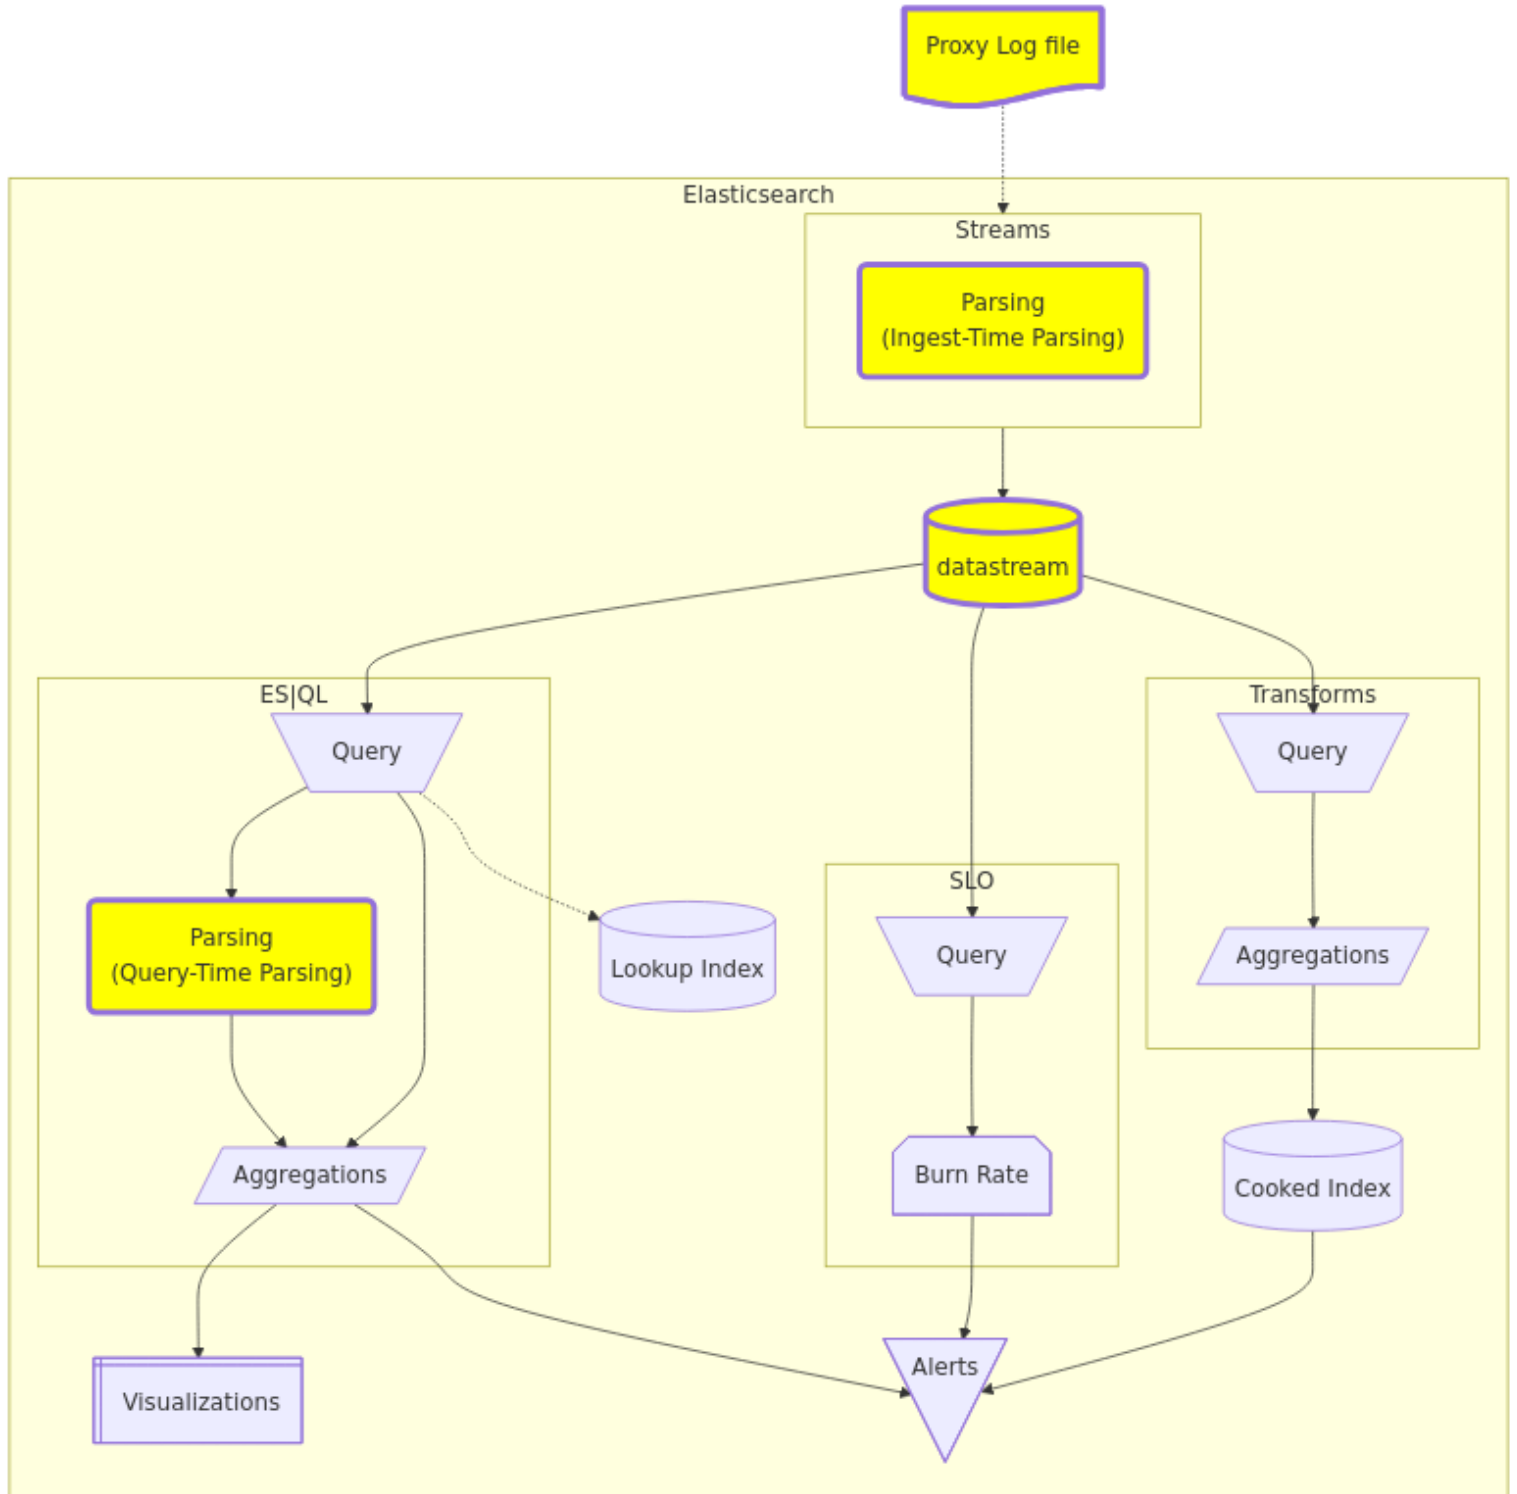 Proxy Log file
Elasticsearch
Streams
Parsing
(Ingest-Time Parsing)
datastream
ES|QL
Query
Parsing
(Query-Time Parsing)
Aggregations
Lookup Index
SLO
Query
Burn Rate
Transforms
Query
Aggregations
Cooked Index
Visualizations
Alerts